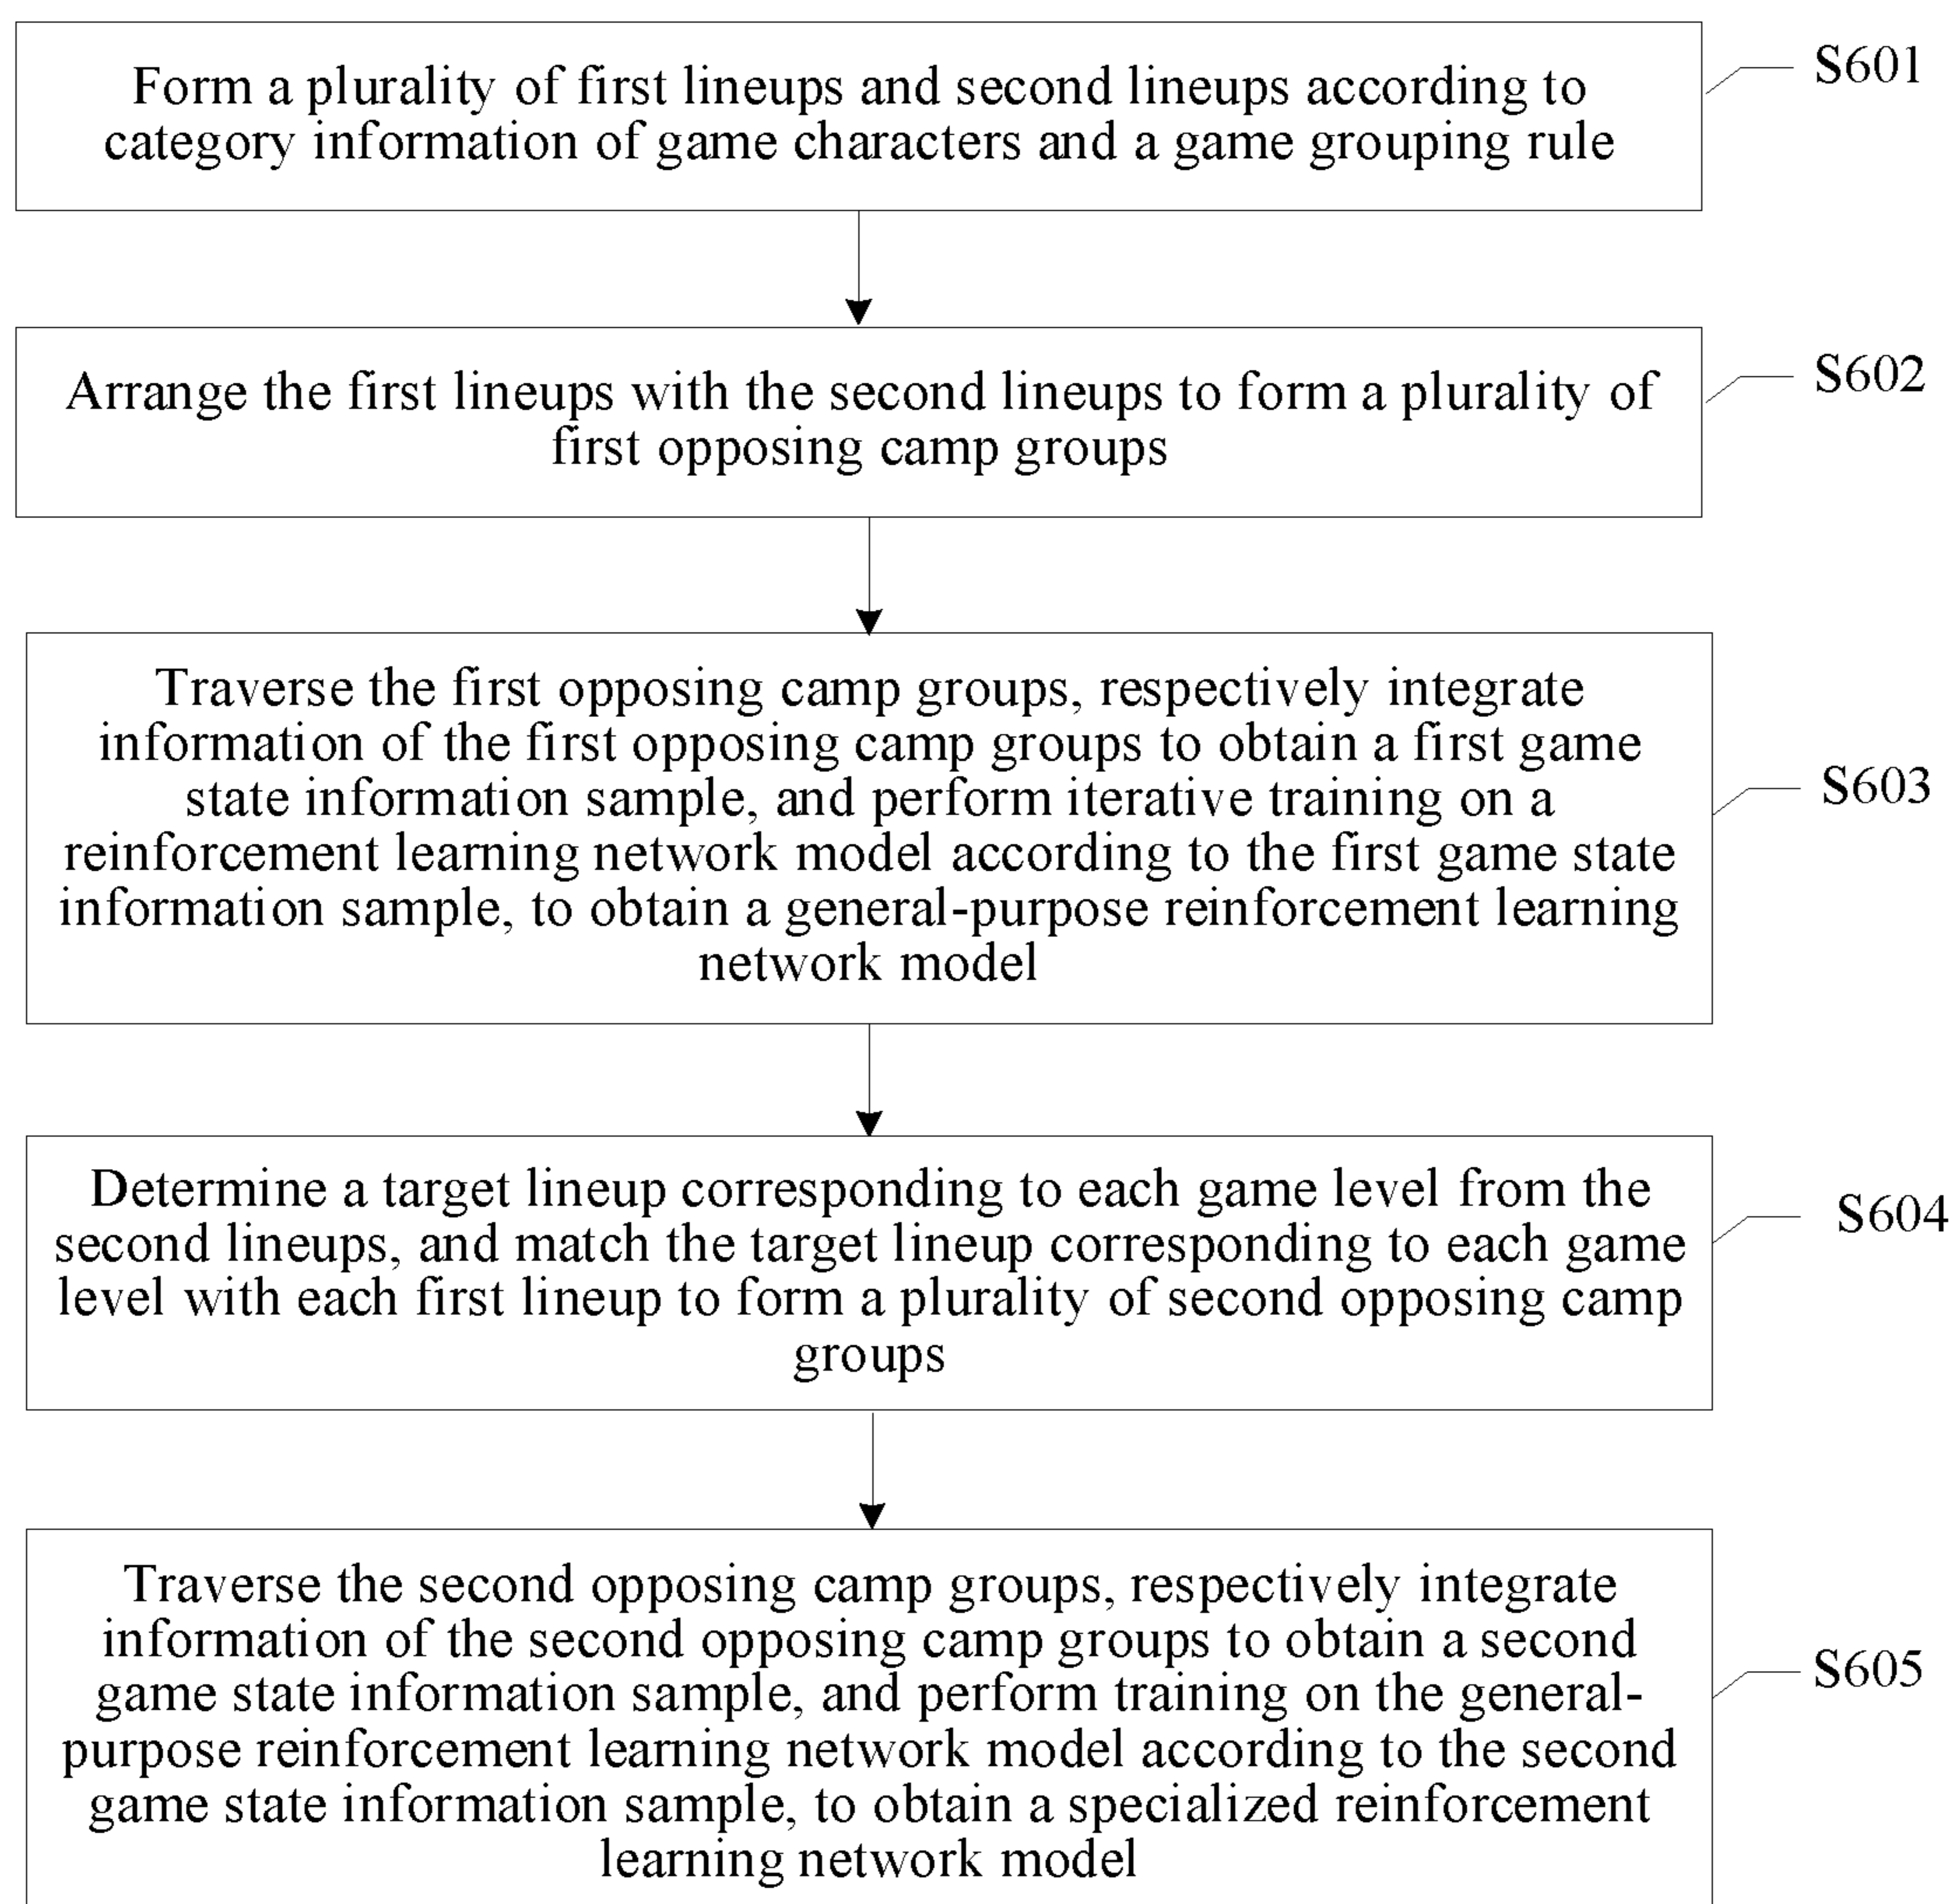 Form a plurality of first lineups and second lineups according to
category information of game characters and a game grouping rule
S601
Arrange the first lineups with the second lineups to form a plurality of
first opposing camp groups
S602
Traverse the first opposing camp groups, respectively integrate
information of the first opposing camp groups to obtain a first game
state information sample, and perform iterative training on a
reinforcement learning network model according to the first game state
information sample, to obtain a general-purpose reinforcement learning
network model
S603
Determine a target lineup corresponding to each game level from the
second lineups, and match the target lineup corresponding to each game
level with each first lineup to form a plurality of second opposing camp
groups
S604
Traverse the second opposing camp groups, respectively integrate
information of the second opposing camp groups to obtain a second
game state information sample, and perform training on the general-
purpose reinforcement learning network model according to the second
game state information sample, to obtain a specialized reinforcement
learning network model
S605